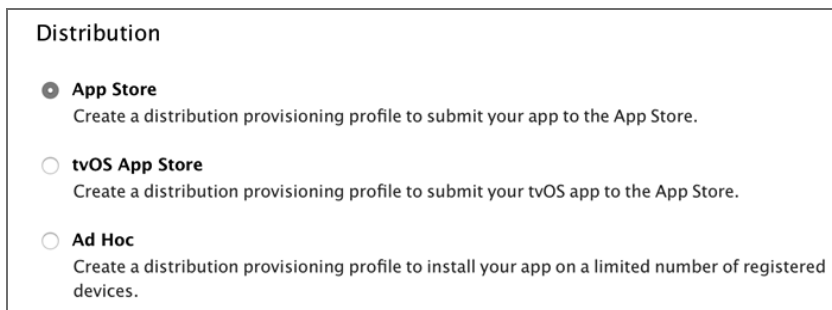 Distribution
App Store
Create a distribution provisioning profile to submit your app to the App Store.
tvOS App Store
Create a distribution provisioning profile to submit your tvOS app to the App Store.
Ad Hoc
Create a distribution provisioning profile to install your app on a limited number of registered
devices.